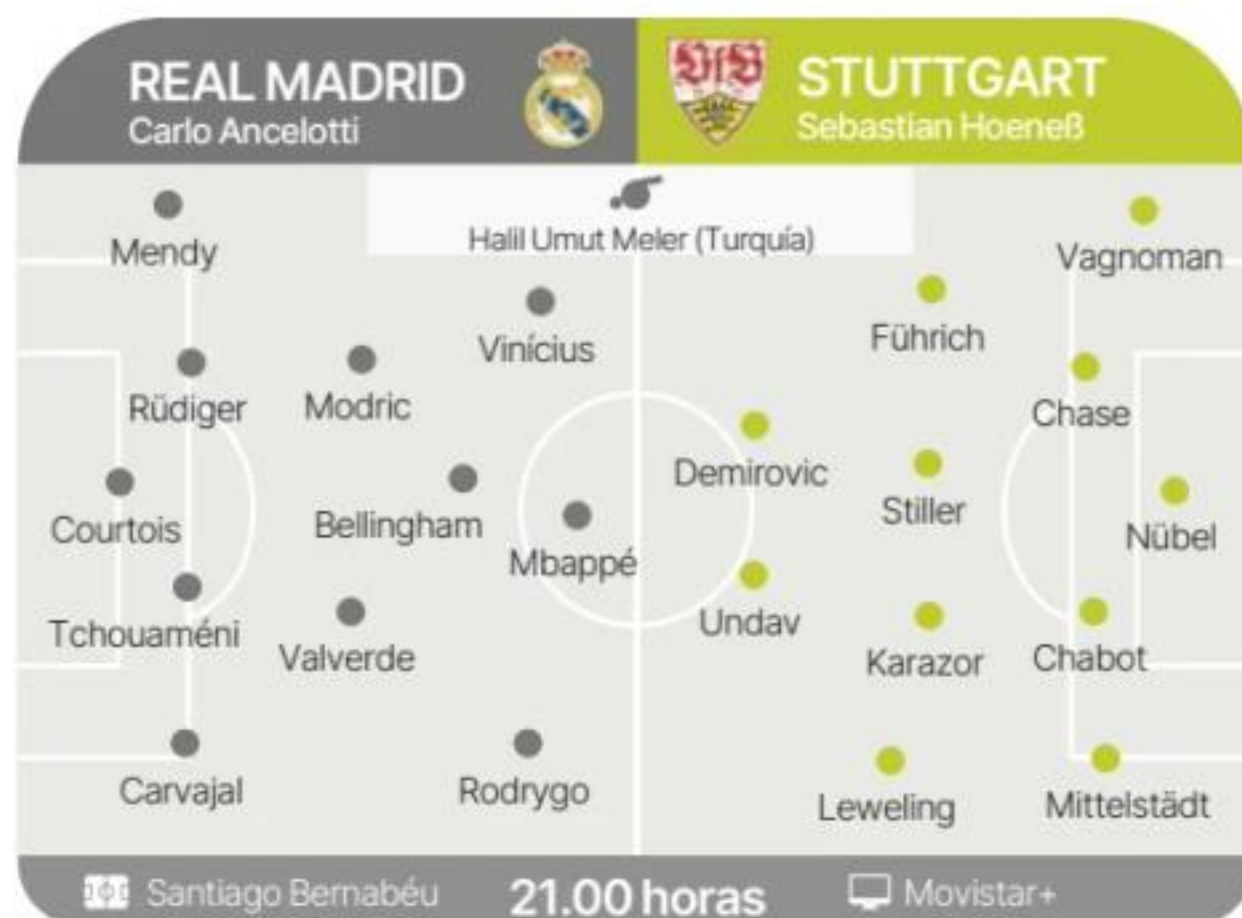 REAL MADRID
Carlo Ancelotti
VfB
STUTTGART
Sebastian Hoeneß
Halil Umut Meler (Turquía)
Mendy
Vagnoman
Vinícius
Führich
Rüdiger
Modric
Chase
Demirovic
Courtois
Bellingham
Mbappé
Stiller
Nübel
Tchouaméni
Valverde
Undav
Karazor
Chabot
Carvajal
Rodrygo
Leweling
Mittelstädt
Santiago Bernabéu
21.00 horas
Movistar+